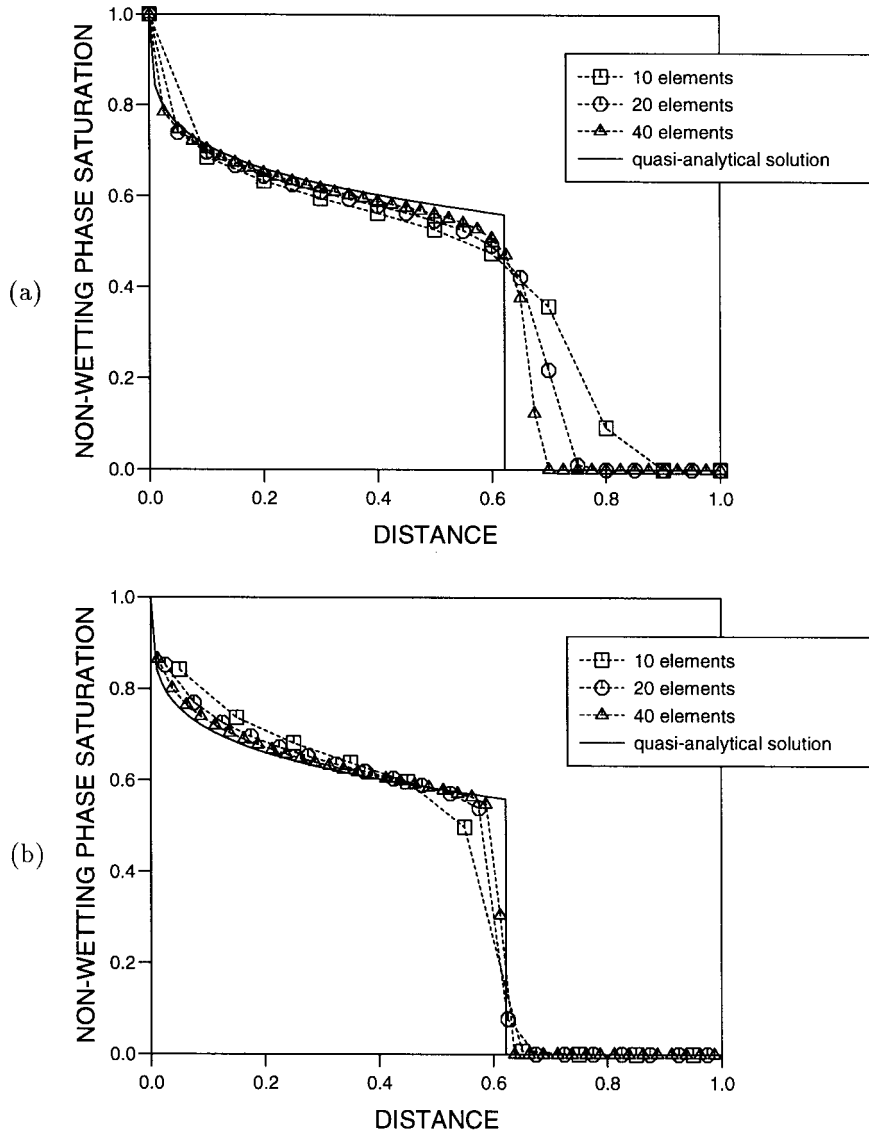 (a)
NON-WETTING PHASE SATURATION
1.0
0.8
0.6
0.4
0.2
0.0
0.0 0.2 0.4 0.6 0.8 1.0
DISTANCE
10 elements
20 elements
40 elements
quasi-analytical solution
(b)
NON-WETTING PHASE SATURATION
1.0
0.8
0.6
0.4
0.2
0.0
0.0 0.2 0.4 0.6 0.8 1.0
DISTANCE
10 elements
20 elements
40 elements
quasi-analytical solution